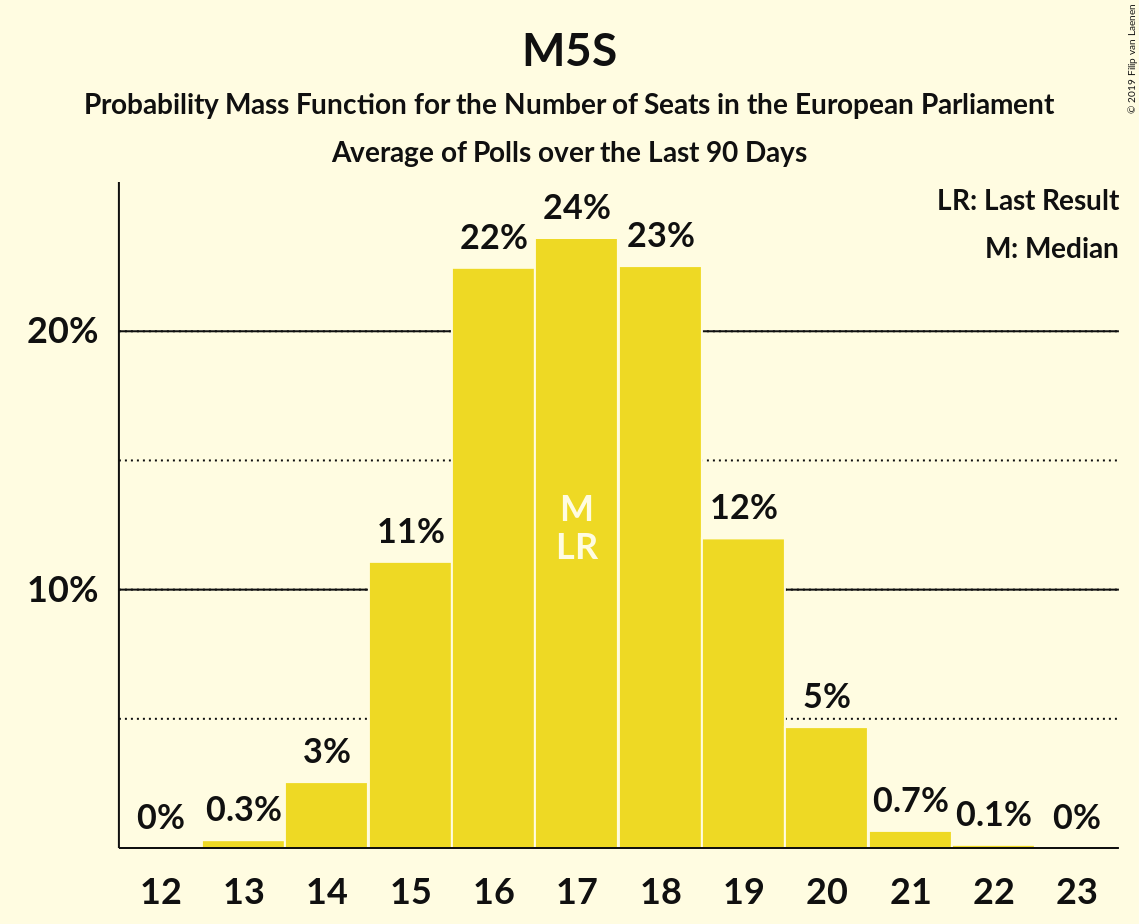 M5S
Probability Mass Function for the Number of Seats in the European Parliament
Average of Polls over the Last 90 Days
© 2019 Filip van Laenen
LR: Last Result
M: Median
24%
22%
23%
20%
M
LR
12%
11%
10%
5%
3%
0.7%
0.3%
0.1%
0%
0%
12 13 14 15 16 17 18 19 20 21 22 23